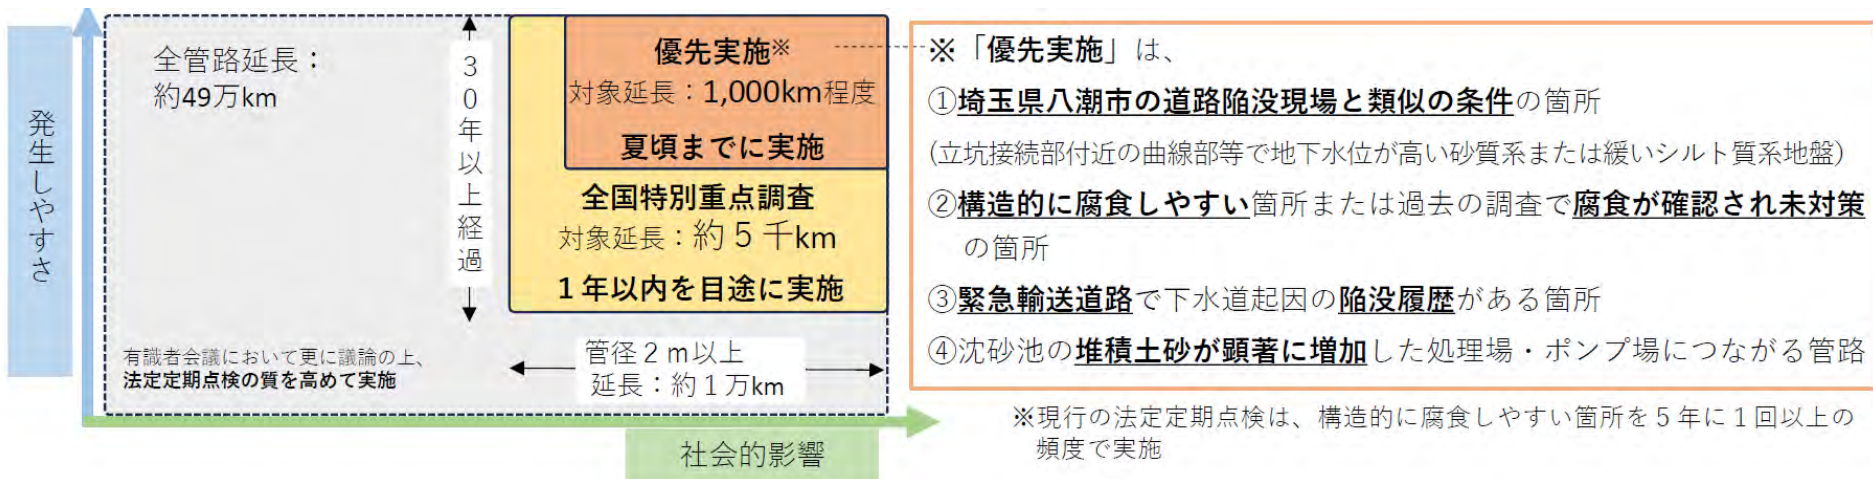 発生しやすさ
全管路延長：
約49万km
30年以上経過
優先実施※
対象延長：1,000km程度
夏頃までに実施
全国特別重点調査
対象延長：約５千km
１年以内を目途に実施
有識者会議において更に議論の上、
法定定期点検の質を高めて実施
管径２ｍ以上
延長：約１万km
社会的影響
※「優先実施」は、
①埼玉県八潮市の道路陥没現場と類似の条件の箇所
(立坑接続部付近の曲線部等で地下水位が高い砂質系または緩いシルト質系地盤)
②構造的に腐食しやすい箇所または過去の調査で腐食が確認され未対策
の箇所
③緊急輸送道路で下水道起因の陥没履歴がある箇所
④沈砂池の堆積土砂が顕著に増加した処理場・ポンプ場につながる管路
※現行の法定定期点検は、構造的に腐食しやすい箇所を５年に１回以上の
頻度で実施